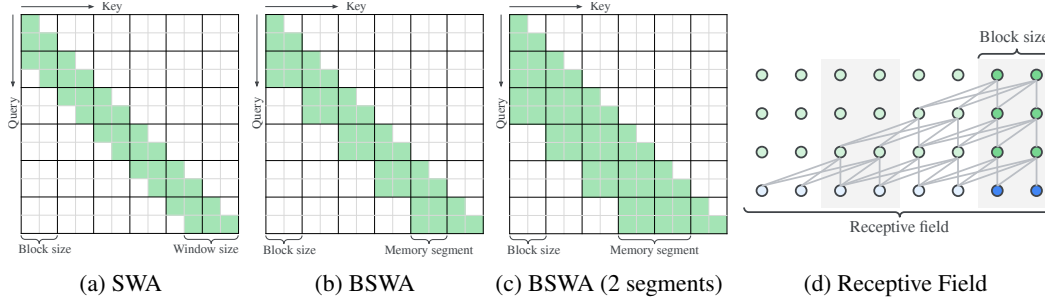 Key
Query
Block size
Window size
(a) SWA
Key
Query
Block size
Memory segment
(b) BSWA
Key
Query
Block size
Memory segment
(c) BSWA (2 segments)
Block size
Receptive field
(d) Receptive Field